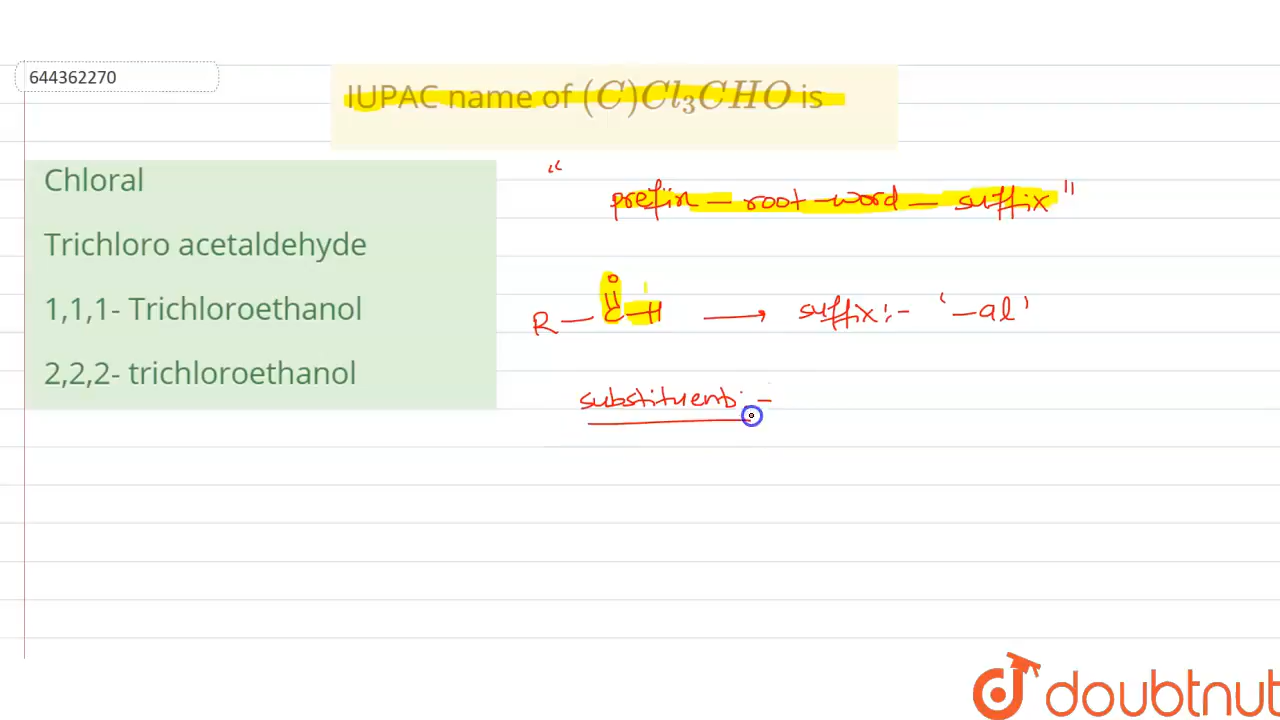 644362270
IUPAC name of (C)Cl₃CHO is
Chloral
Trichloro acetaldehyde
1,1,1- Trichloroethanol
2,2,2- trichloroethanol
" prefix – root – word – suffix "
R – C – H → suffix :- ' – al '
O
substituent :-
doubtnut